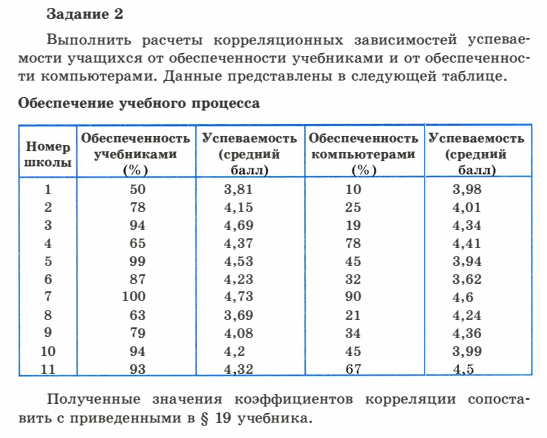 Задание 2
Выполнить расчеты корреляционных зависимостей успевае-
мости учащихся от обеспеченности учебниками и от обеспеченнос-
ти компьютерами. Данные представлены в следующей таблице.
Обеспечение учебного процесса
Номер школы | Обеспеченность учебниками (%) | Успеваемость (средний балл) | Обеспеченность компьютерами (%) | Успеваемость (средний балл)
1 50 3,81 10 3,98
2 78 4,15 25 4,01
3 94 4,69 19 4,34
4 65 4,37 78 4,41
5 99 4,53 45 3,94
6 87 4,23 32 3,62
7 100 4,73 90 4,6
8 63 3,69 21 4,24
9 79 4,08 34 4,36
10 94 4,2 45 3,99
11 93 4,32 67 4,5
Полученные значения коэффициентов корреляции сопоста-
вить с приведенными в § 19 учебника.